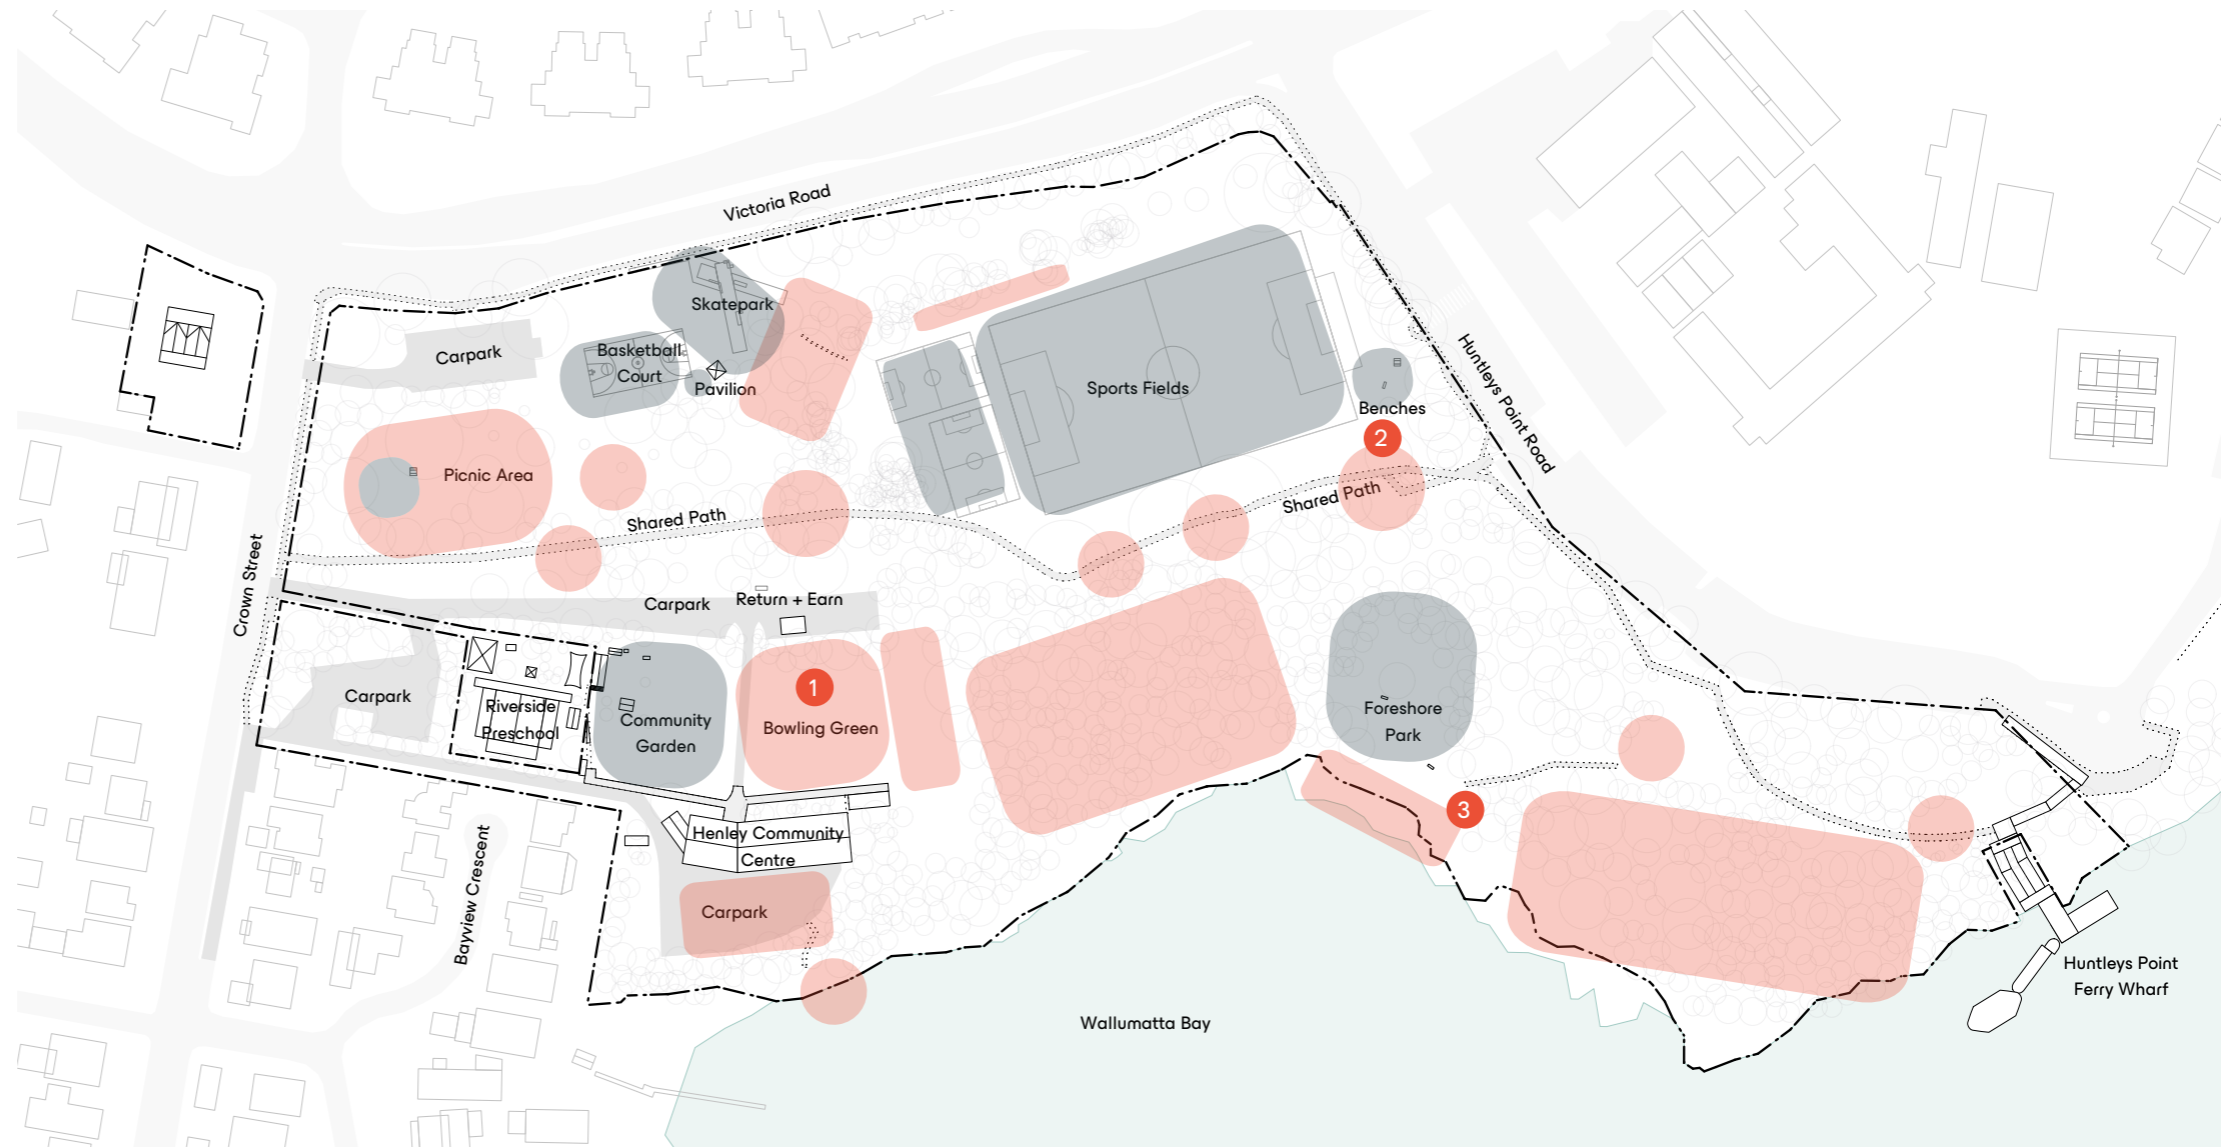 Victoria Road
Skatepark
Basketball
Court
Carpark
Pavilion
Sports Fields
Huntleys Point Road
Benches
2
Picnic Area
Shared Path
Shared Path
Crown Street
Carpark
Return + Earn
Carpark
Riverside
Preschool
Community
Garden
1
Bowling Green
Foreshore
Park
3
Henley Community
Centre
Bayview Crescent
Carpark
Huntleys Point
Ferry Wharf
Wallumatta Bay